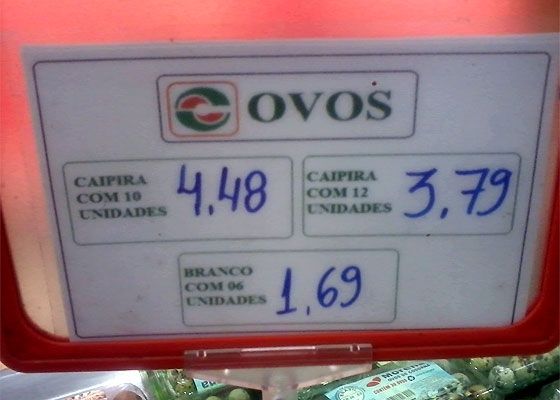 OVOS
CAIPIRA
COM 10
UNIDADES
4,48
CAIPIRA
COM 12
UNIDADES
3,79
BRANCO
COM 06
UNIDADES
1,69